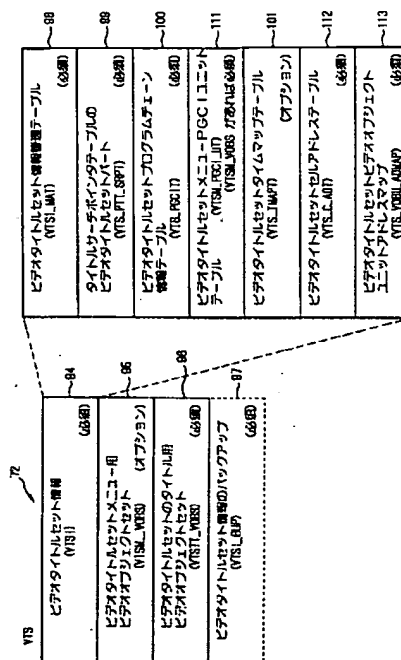 VTS
72
ビデオタイトルセット情報
(VTSI)
(必須)
94
ビデオタイトルセットメニュー用
ビデオオブジェクトセット
(VTSM_VOBS)
(オプション)
95
ビデオタイトルセットのタイトル用
ビデオオブジェクトセット
(VTSTT_VOBS)
(必須)
96
ビデオタイトルセット情報のバックアップ
(VTSI_BUP)
(必須)
97
ビデオタイトルセット情報管理テーブル
(VTSI_MAT)
(必須)
98
タイトルサーチポインタテーブルの
ビデオタイトルセットパート
(VTS_PTT_SRPT)
(必須)
99
ビデオタイトルセットプログラムチェーン
情報テーブル
(VTS_PGCIT)
(必須)
100
ビデオタイトルセットメニューPGCIユニット
テーブル
(VTSM_PGCI_UT)
(VTSM_VOBS があれば必須)
111
ビデオタイトルセットタイムマップテーブル
(VTS_TMAPT)
(オプション)
101
ビデオタイトルセットセルアドレステーブル
(VTS_C_ADT)
(必須)
112
ビデオタイトルセットビデオオブジェクト
ユニットアドレスマップ
(VTS_VOBU_ADMAP)
(必須)
113